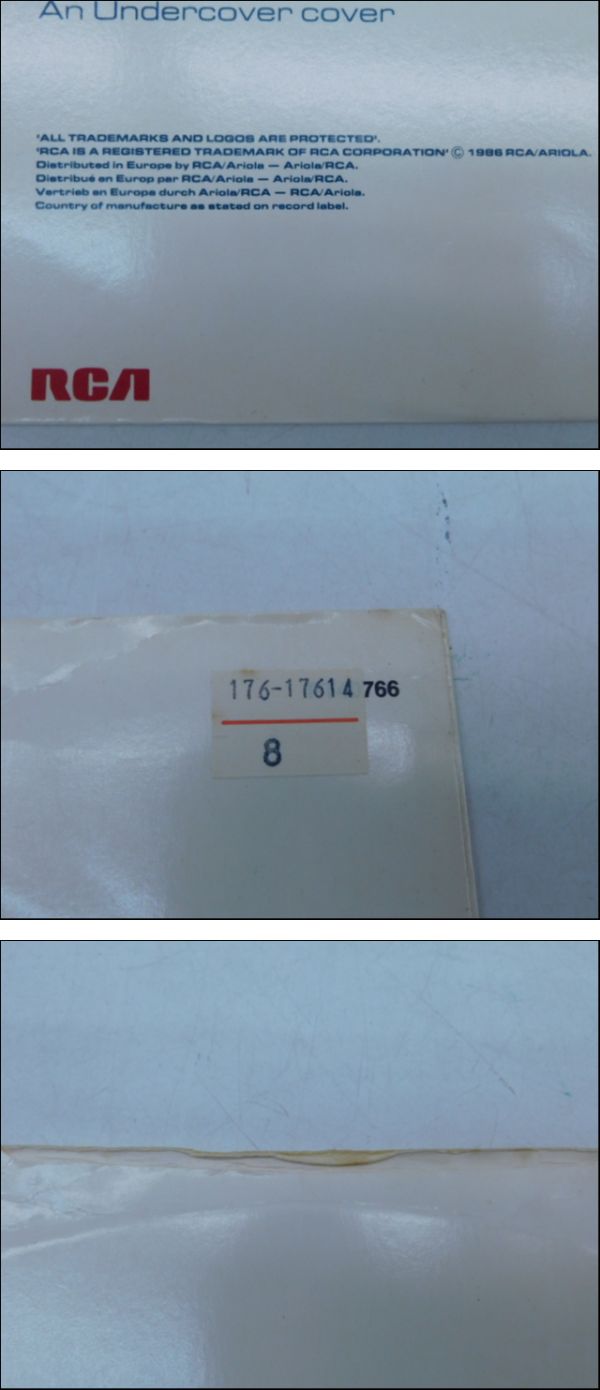 An Undercover cover
'ALL TRADEMARKS AND LOGOS ARE PROTECTED'.
'RCA IS A REGISTERED TRADEMARK OF RCA CORPORATION' © 1986 RCA/ARIOLA.
Distributed in Europe by RCA/Ariola — Ariola/RCA.
Distribué en Europ par RCA/Ariola — Ariola/RCA.
Vertrieb en Europa durch Ariola/RCA — RCA/Ariola.
Country of manufacture as stated on record label.
RCA
176-17614 766
8